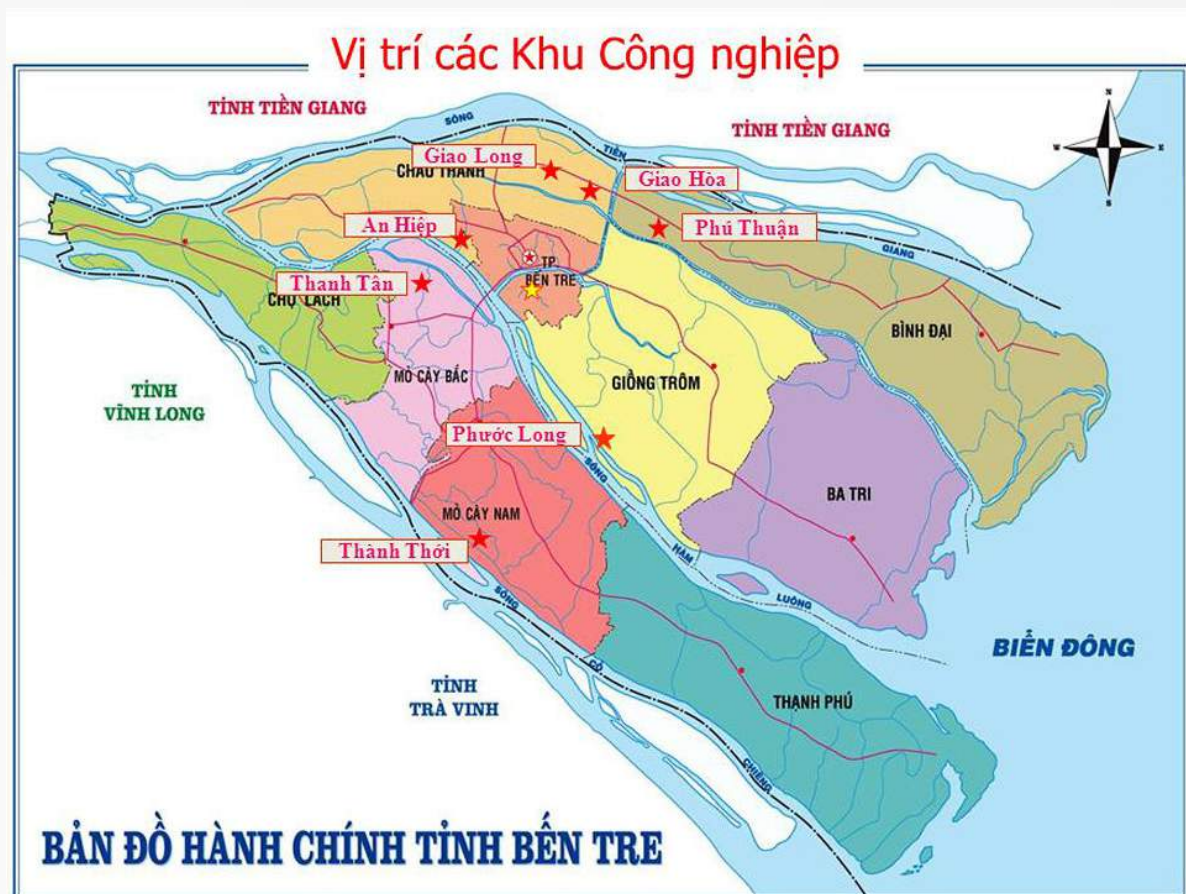 Vị trí các Khu Công nghiệp
TỈNH TIỀN GIANG
SÔNG
TIỀN
TỈNH TIỀN GIANG
N
W
E
S
Giao Long
CHÂU THÀNH
Giao Hòa
An Hiệp
Phú Thuận
GIANG
TP.
BẾN TRE
Thanh Tân
CHỢ LÁCH
BÌNH ĐẠI
MỎ CÀY BẮC
GIỒNG TRÔM
TỈNH
VĨNH LONG
Phước Long
SÔNG
BA TRI
MỎ CÀY NAM
Thành Thới
HÀM
LUÔNG
SÔNG
CỔ
CHIÊNG
BIỂN ĐÔNG
TỈNH
TRÀ VINH
THẠNH PHÚ
BẢN ĐỒ HÀNH CHÍNH TỈNH BẾN TRE